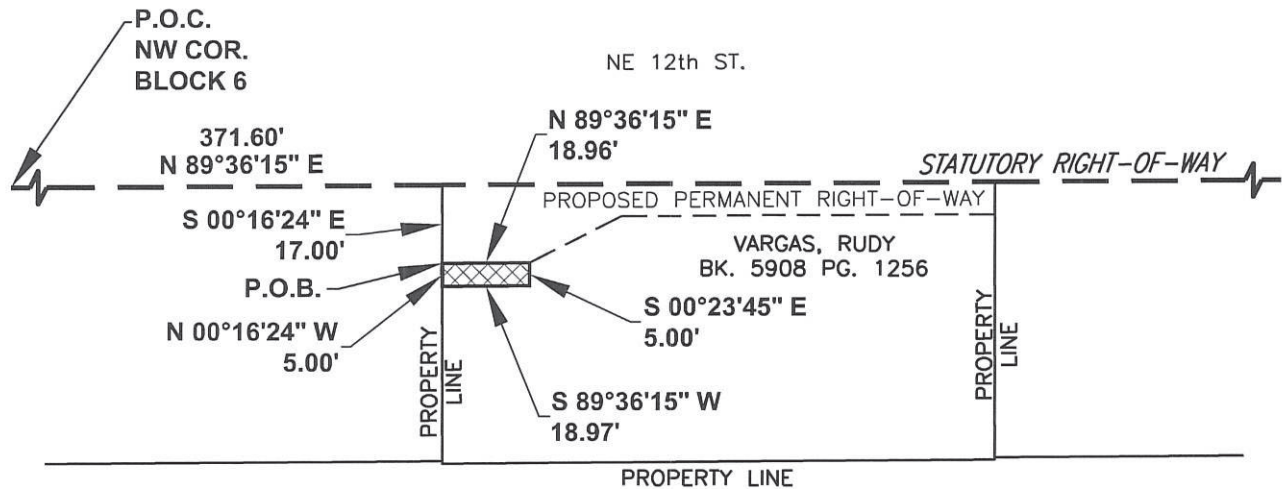 P.O.C.
NW COR.
BLOCK 6
NE 12th ST.
371.60'
N 89°36'15" E
N 89°36'15" E
18.96'
STATUTORY RIGHT-OF-WAY
PROPOSED PERMANENT RIGHT-OF-WAY
S 00°16'24" E
17.00'
VARGAS, RUDY
BK. 5908 PG. 1256
P.O.B.
N 00°16'24" W
5.00'
S 00°23'45" E
5.00'
S 89°36'15" W
18.97'
PROPERTY
LINE
PROPERTY
LINE
PROPERTY LINE